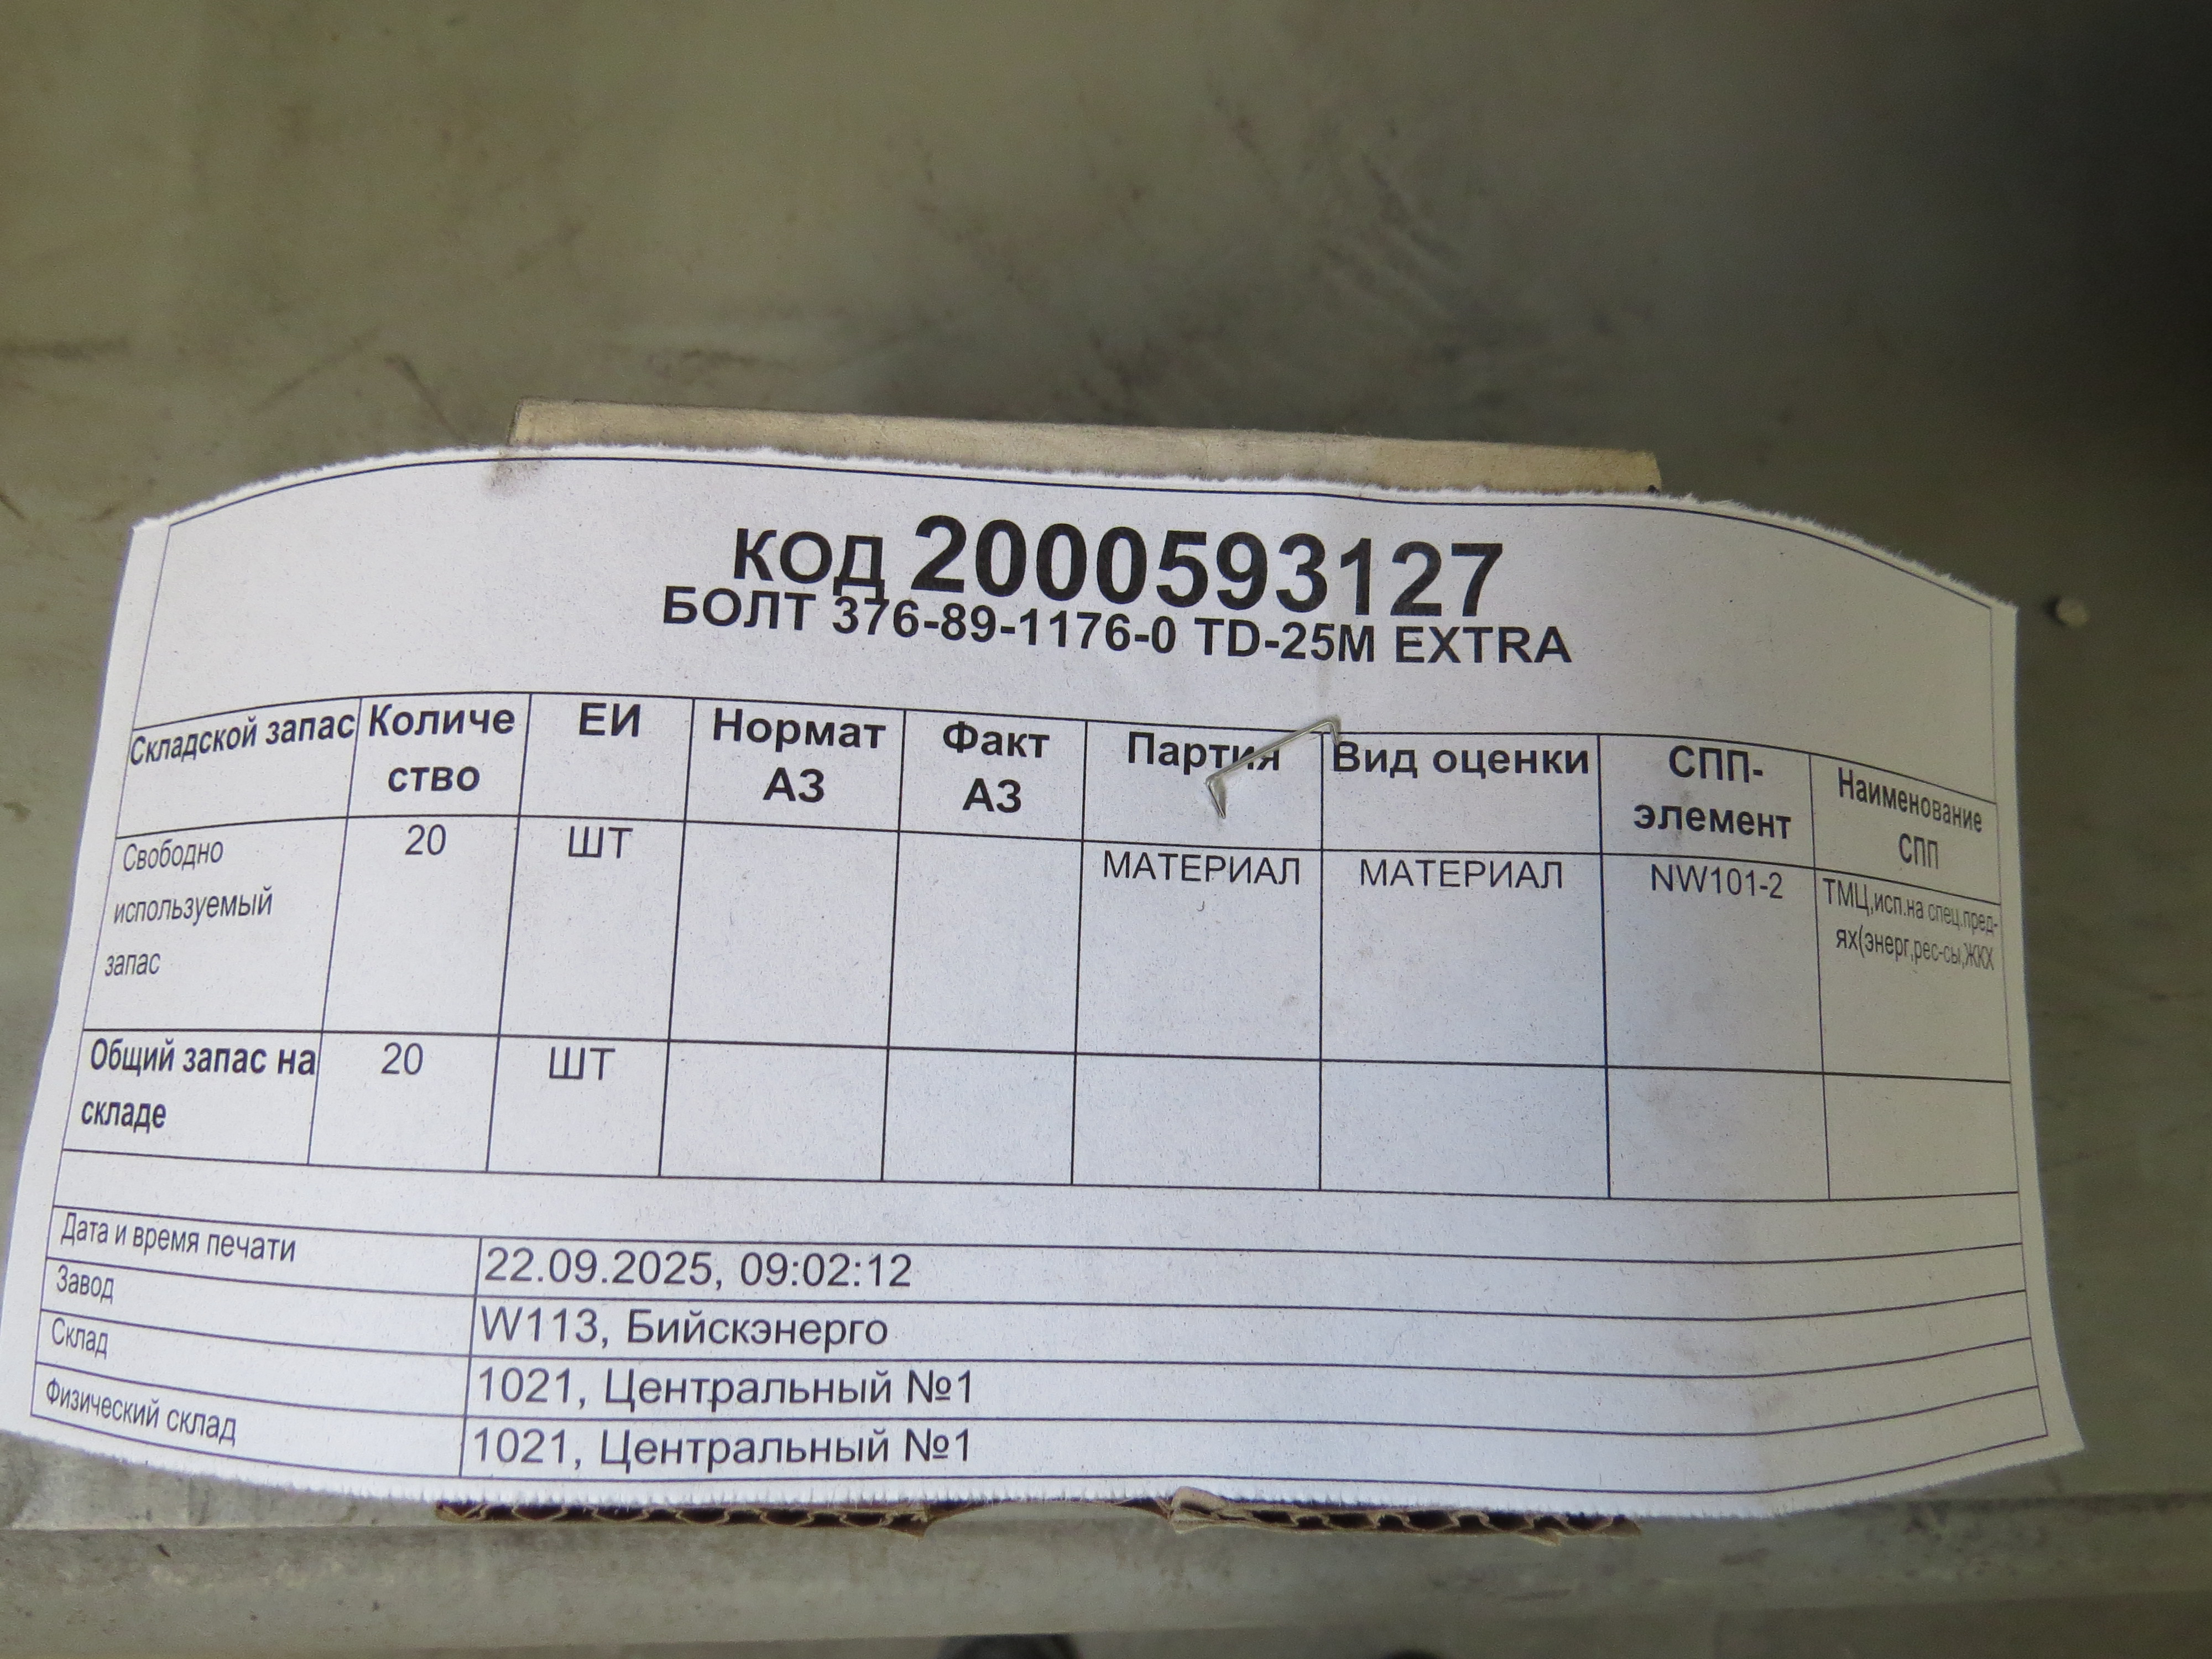 КОД 2000593127
БОЛТ 376-89-1176-0 TD-25M EXTRA
Складской запас Количе ство ЕИ Нормат АЗ Факт АЗ Партия Вид оценки СПП- элемент Наименование СПП
Свободно используемый запас 20 ШТ МАТЕРИАЛ МАТЕРИАЛ NW101-2 ТМЦ,исп.на спец.пред- ях(энерг,рес-сы,ЖКХ
Общий запас на складе 20 ШТ
Дата и время печати 22.09.2025, 09:02:12
Завод W113, Бийскэнерго
Склад 1021, Центральный №1
Физический склад 1021, Центральный №1